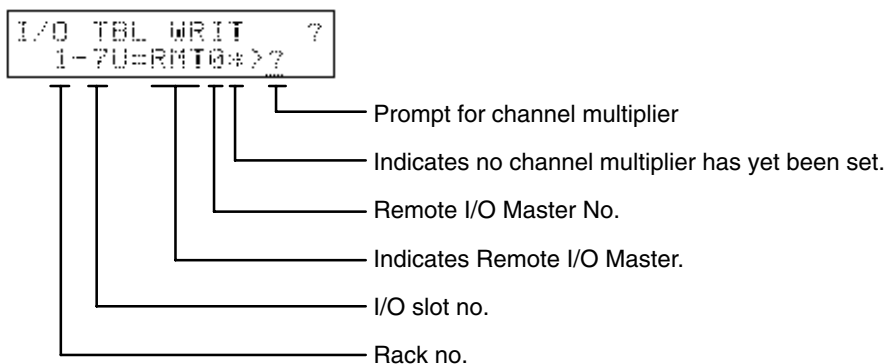 I/O TBL WRIT ?
1-7U=RMT0*>?
Prompt for channel multiplier
Indicates no channel multiplier has yet been set.
Remote I/O Master No.
Indicates Remote I/O Master.
I/O slot no.
Rack no.